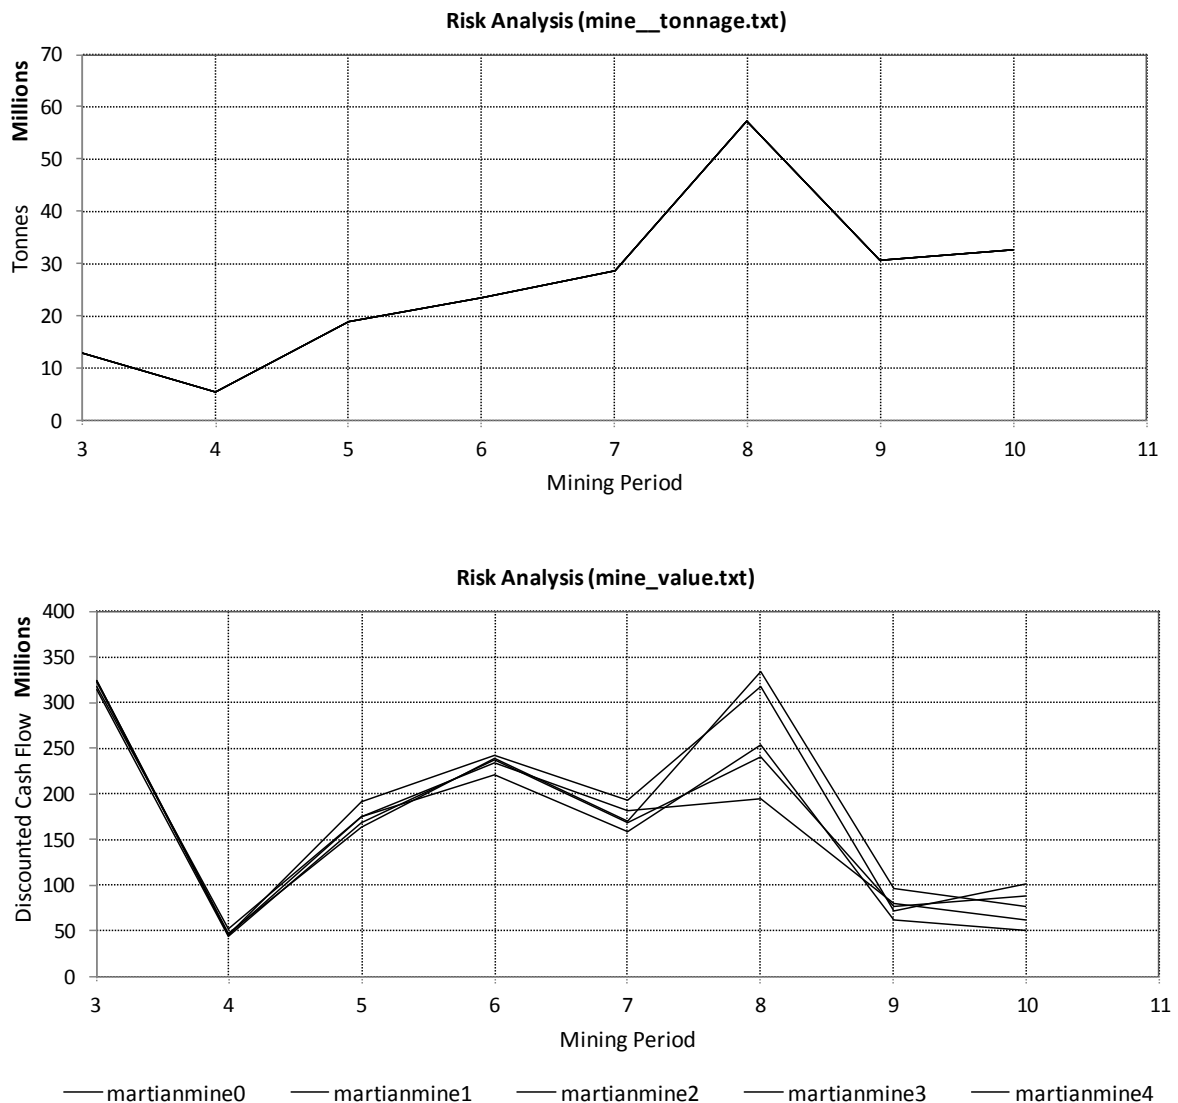 Risk Analysis (mine__tonnage.txt)
Tonnes Millions
70
60
50
40
30
20
10
0
3 4 5 6 7 8 9 10 11
Mining Period
Risk Analysis (mine_value.txt)
Discounted Cash Flow Millions
400
350
300
250
200
150
100
50
0
3 4 5 6 7 8 9 10 11
Mining Period
martianmine0 martianmine1 martianmine2 martianmine3 martianmine4